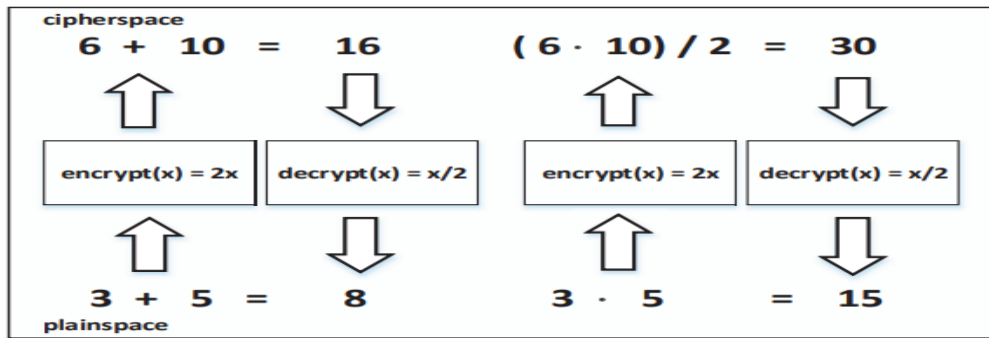 cipherspace
6 + 10 = 16 ( 6 · 10) / 2 = 30
encrypt(x) = 2x decrypt(x) = x/2 encrypt(x) = 2x decrypt(x) = x/2
3 + 5 = 8 3 · 5 = 15
plainspace